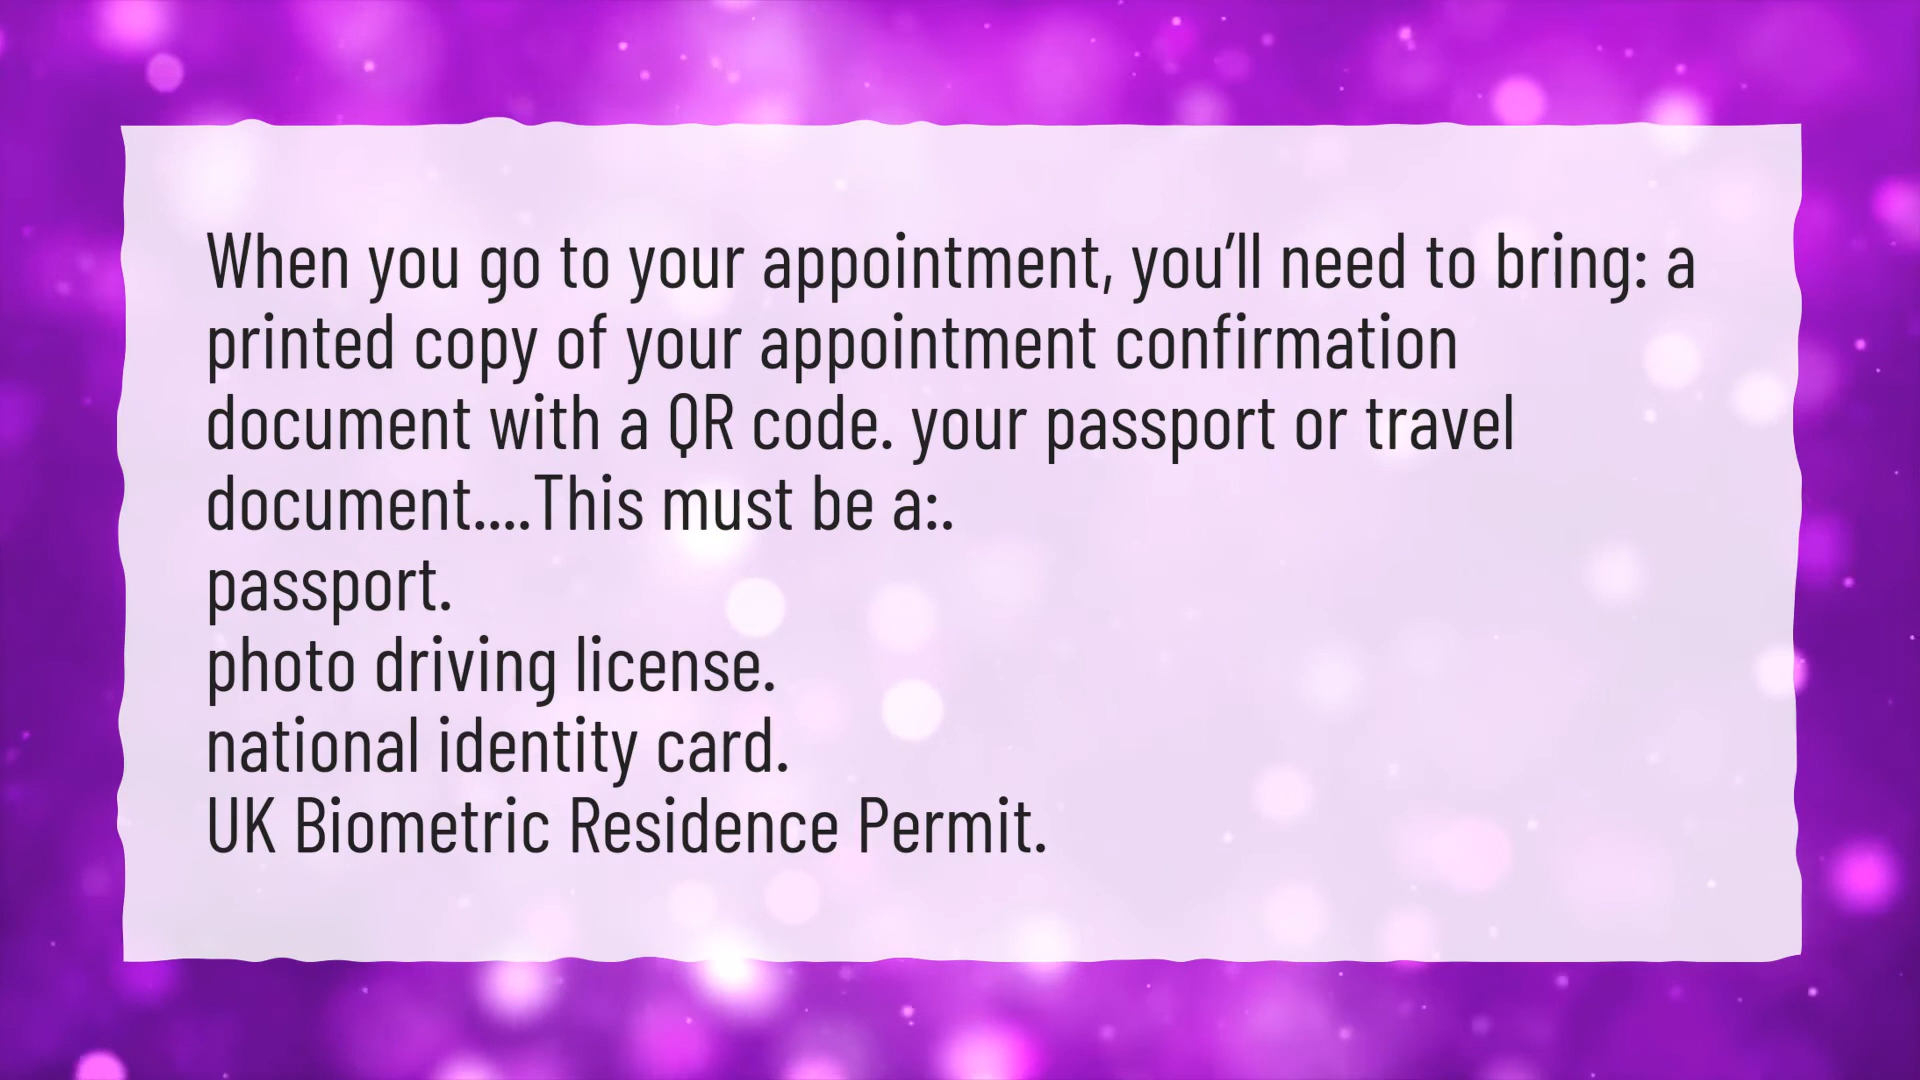 When you go to your appointment, you’ll need to bring: a
printed copy of your appointment confirmation
document with a QR code. your passport or travel
document....This must be a:.
passport.
photo driving license.
national identity card.
UK Biometric Residence Permit.